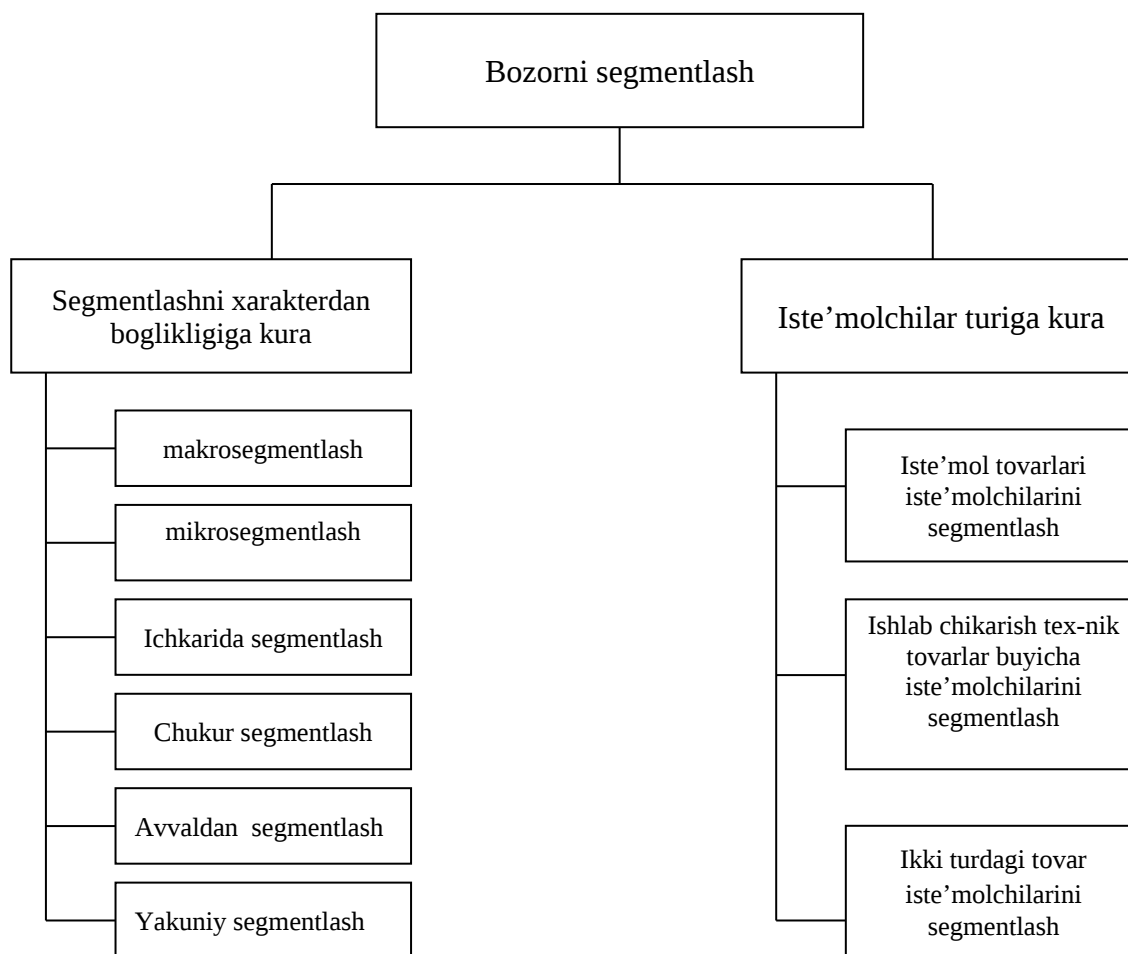 Bozorni segmentlash
Segmentlashni xarakterdan
boglikligiga kura
makrosegmentlash
mikrosegmentlash
Ichkarida segmentlash
Chukur segmentlash
Avvaldan  segmentlash
Yakuniy segmentlash
Iste’molchilar turiga kura
Iste’mol tovarlari
iste’molchilarini
segmentlash
Ishlab chikarish tex-nik
tovarlar buyicha
iste’molchilarini
segmentlash
Ikki turdagi tovar
iste’molchilarini
segmentlash